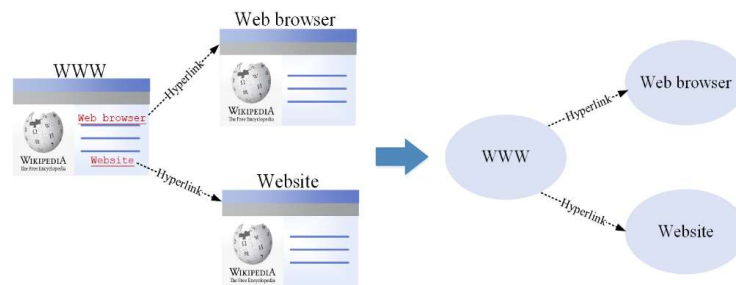 Web browser
WWW
Hyperlink
WIKIPEDIA
The Free Encyclopedia
Web browser
Website
WIKIPEDIA
The Free Encyclopedia
Hyperlink
Website
WIKIPEDIA
The Free Encyclopedia
Web browser
Hyperlink
WWW
Hyperlink
Website